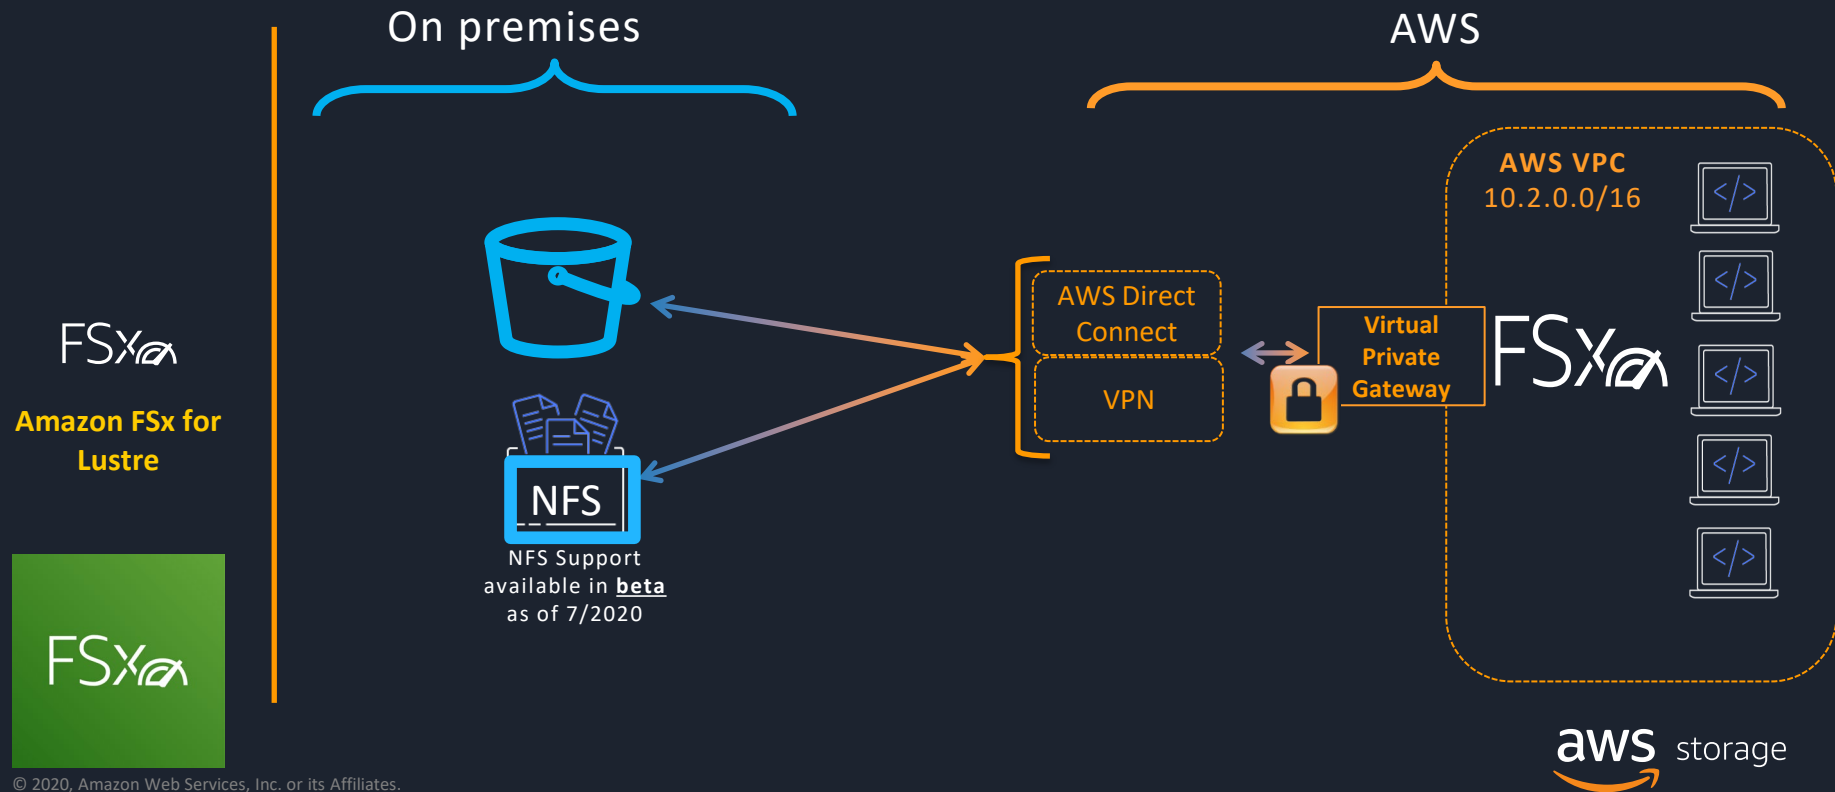 On premises
AWS
AWS VPC
10.2.0.0/16
</>
</>
</>
</>
</>
AWS Direct
Connect
VPN
Virtual
Private
Gateway
FSx
FSx
Amazon FSx for
Lustre
NFS
NFS Support
available in beta
as of 7/2020
FSx
aws storage
© 2020, Amazon Web Services, Inc. or its Affiliates.